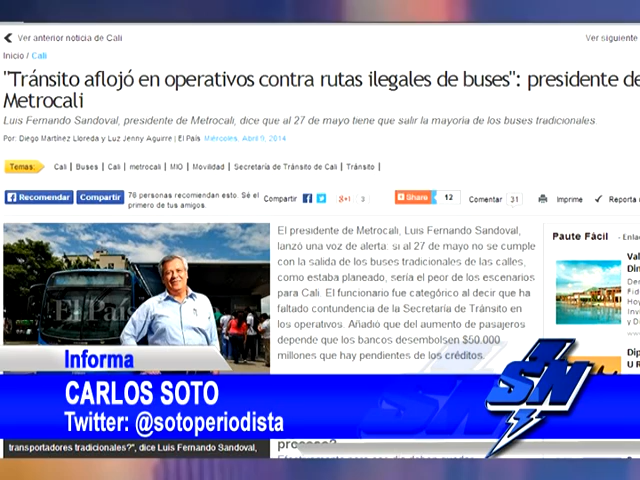 Ver anterior noticia de Cali
Ver siguiente
Inicio / Cali
"Tránsito aflojó en operativos contra rutas ilegales de buses": presidente de
Metrocali
Luis Fernando Sandoval, presidente de Metrocali, dice que al 27 de mayo tiene que salir la mayoría de los buses tradicionales.
Por: Diego Martínez Lloreda y Luz Jenny Aguirre | El País Miércoles, Abril 9, 2014
Temas: Cali | Buses | Cali | metrocali | MIO | Movilidad | Secretaría de Tránsito de Cali | Tránsito |
Recomendar Compartir 76 personas recomiendan esto. Sé el
primero de tus amigos.
Compartir
3
Share 12
Comentar 31
Imprime
Reporta
El presidente de Metrocali, Luis Fernando Sandoval,
lanzó una voz de alerta: si al 27 de mayo no se cumple
con la salida de los buses tradicionales de las calles,
como estaba planeado, sería el peor de los escenarios
para Cali. El funcionario fue categórico al decir que ha
faltado contundencia de la Secretaría de Tránsito en
los operativos. Añadió que del aumento de pasajeros
depende que los bancos desembolsen $50.000
millones que hay pendientes de los créditos.
Paute Fácil - Enlac
El País
Informa
CARLOS SOTO
Twitter: @sotoperiodista
SN
transportadores tradicionales?", dice Luis Fernando Sandoval,